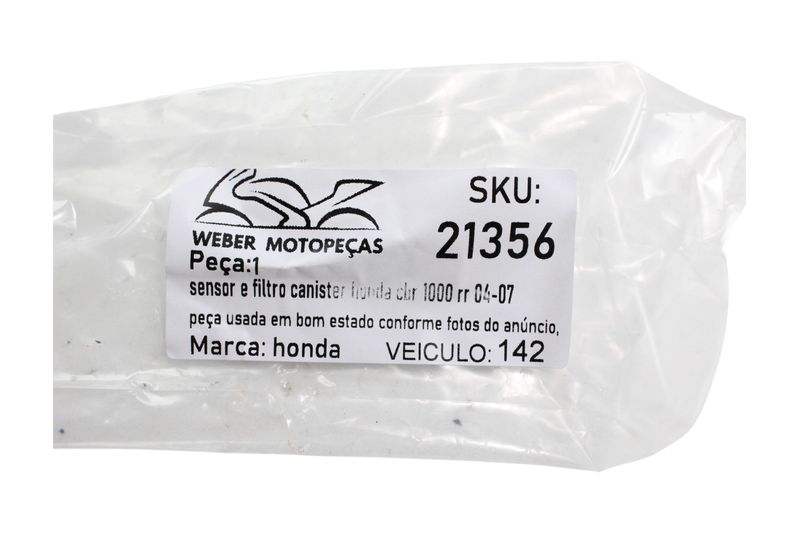 WEBER MOTOPEÇAS
SKU:
21356
Peça:1
sensor e filtro canister honda cbr 1000 rr 04-07
peça usada em bom estado conforme fotos do anúncio,
Marca: honda VEICULO: 142